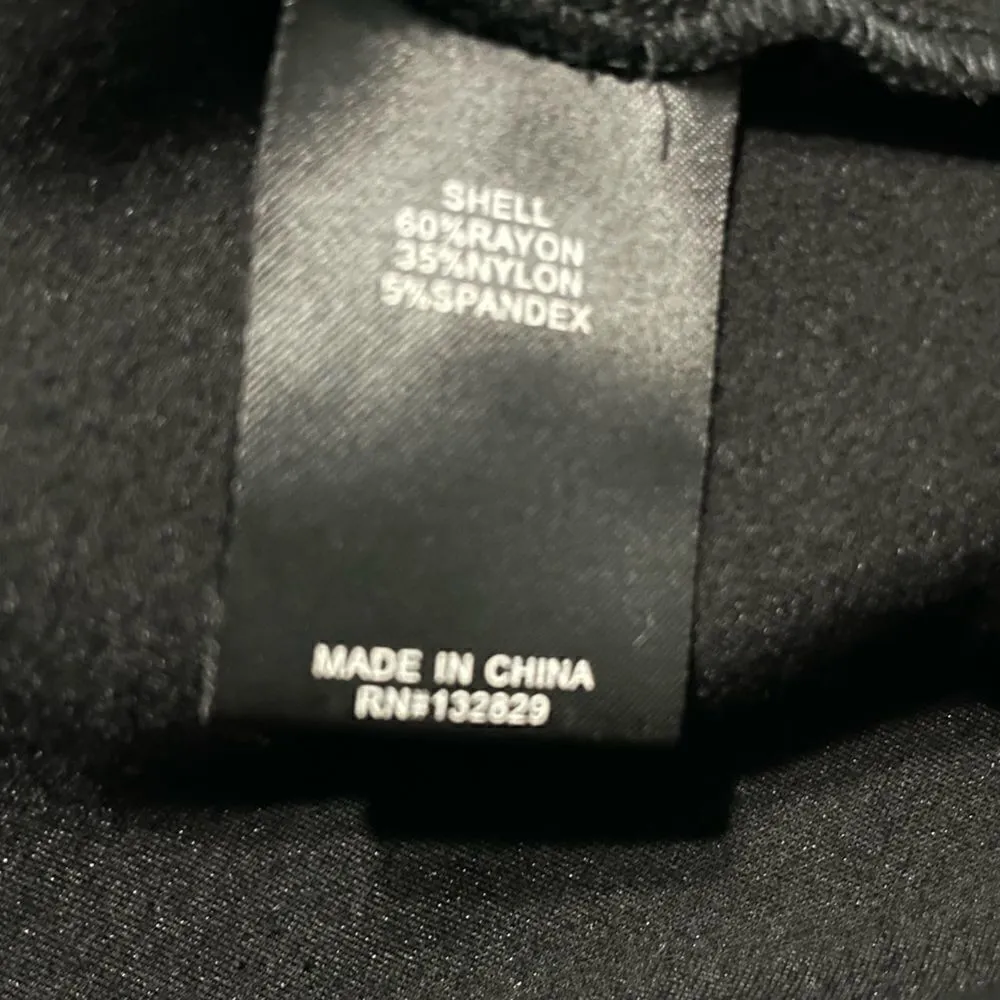 SHELL
60%RAYON
35%NYLON
5%SPANDEX
MADE IN CHINA
RN#132829